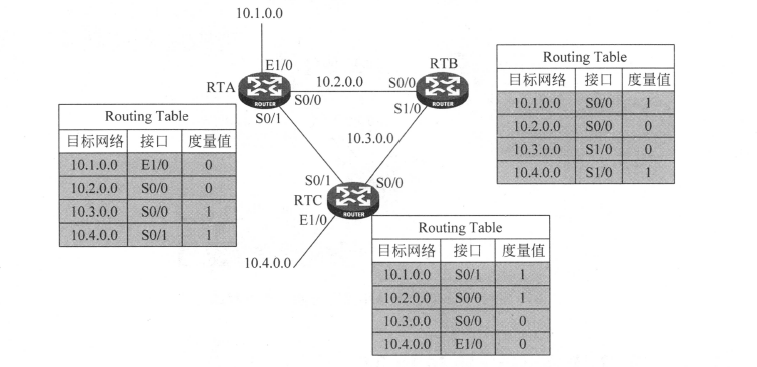 10.1.0.0
E1/0
RTA
S0/0
S0/1
10.2.0.0
RTB
S0/0
S1/0
10.3.0.0
S0/1
S0/0
RTC
E1/0
10.4.0.0
Routing Table
目标网络 接口 度量值
10.1.0.0 E1/0 0
10.2.0.0 S0/0 0
10.3.0.0 S0/0 1
10.4.0.0 S0/1 1
Routing Table
目标网络 接口 度量值
10.1.0.0 S0/0 1
10.2.0.0 S0/0 0
10.3.0.0 S1/0 0
10.4.0.0 S1/0 1
Routing Table
目标网络 接口 度量值
10.1.0.0 S0/1 1
10.2.0.0 S0/0 1
10.3.0.0 S0/0 0
10.4.0.0 E1/0 0
ROUTER
ROUTER
ROUTER